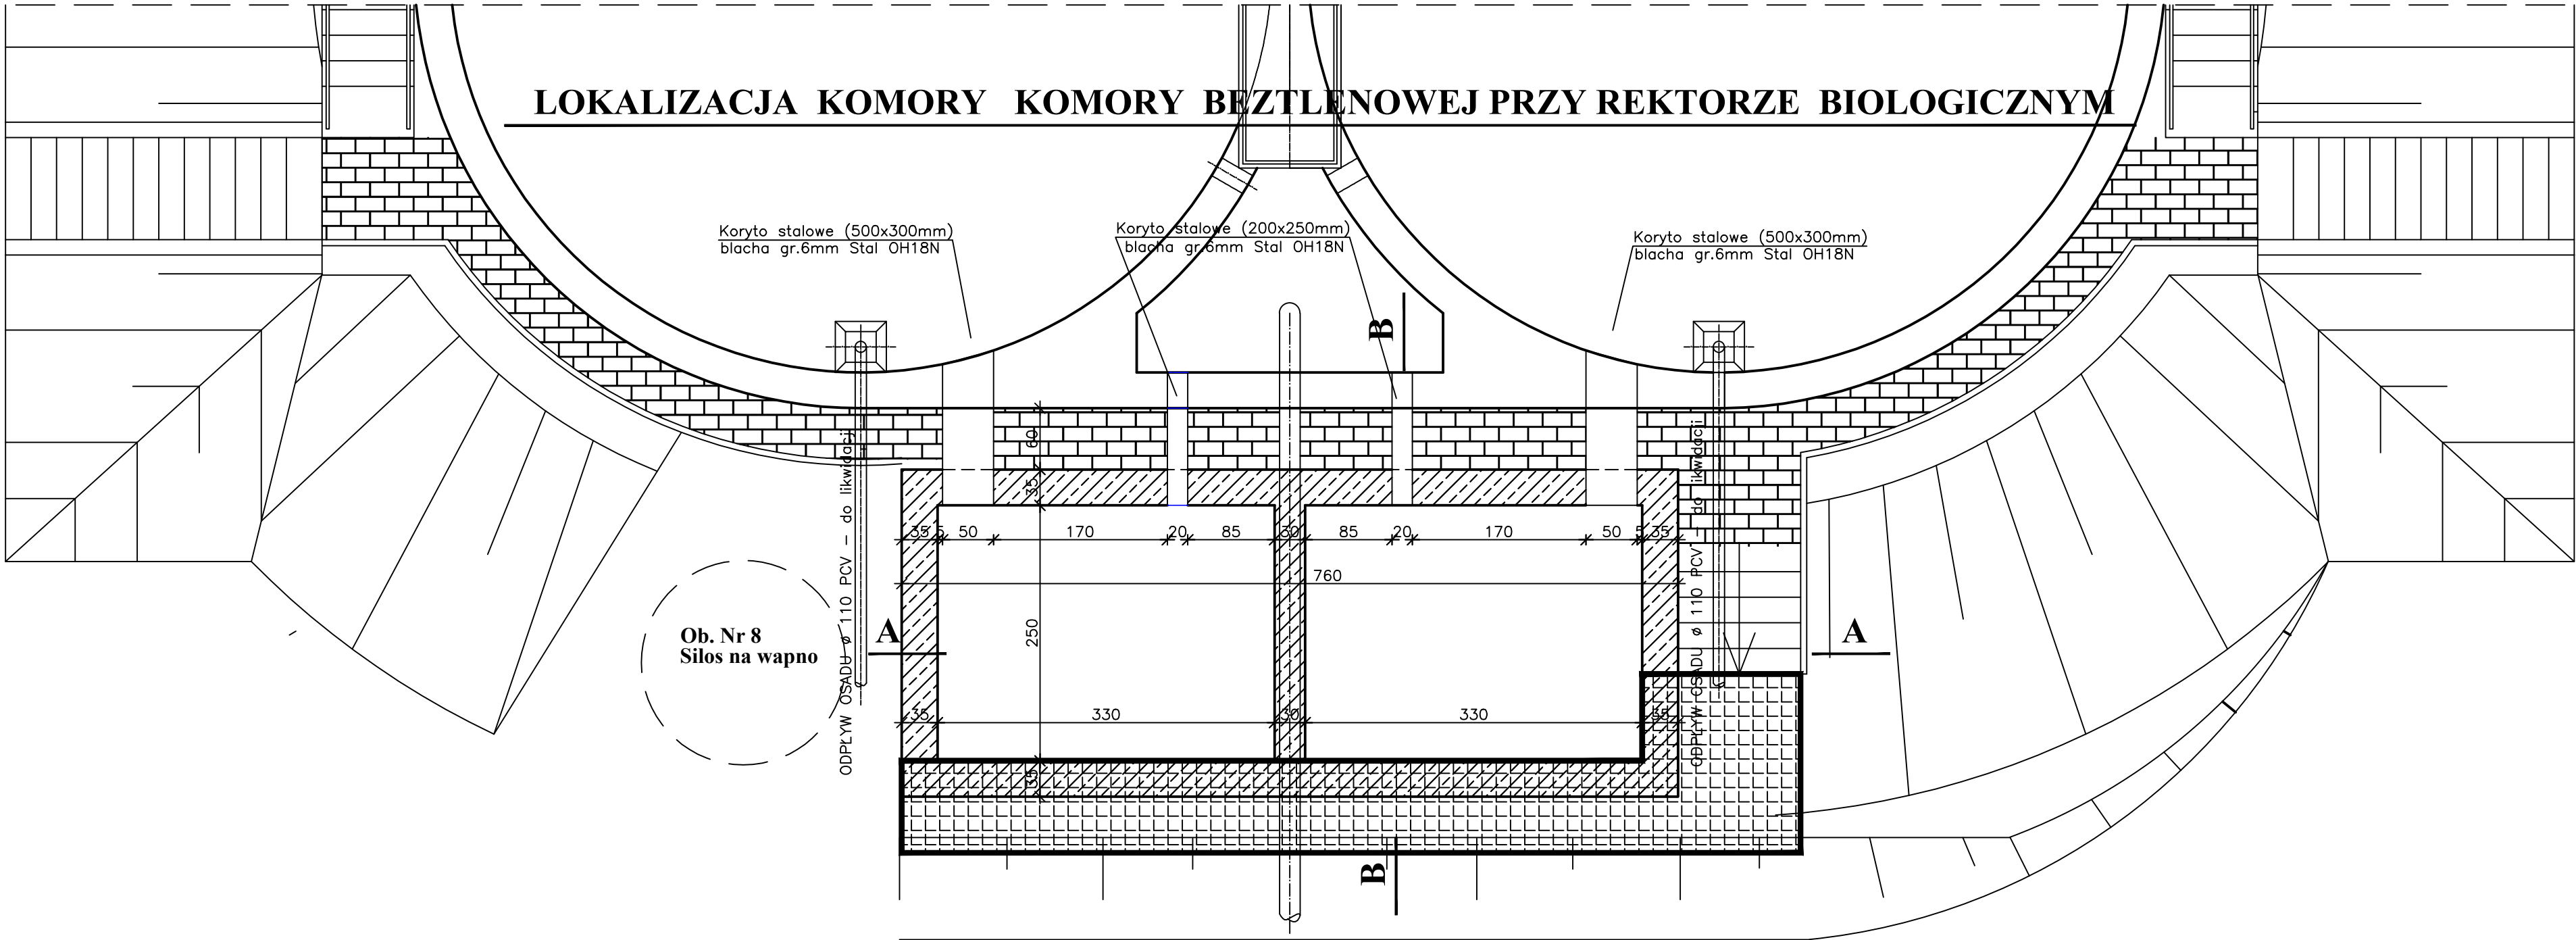 LOKALIZACJA KOMORY KOMORY BEZTLENOWEJ PRZY REKTORZE BIOLOGICZNYM
Koryto stalowe (500x300mm)
blacha gr.6mm Stal OH18N
Koryto stalowe (200x250mm)
blacha gr.6mm Stal OH18N
Koryto stalowe (500x300mm)
blacha gr.6mm Stal OH18N
B
60
35
35 5 50 170 20 85 30 85 20 170 50 5 35
760
250
Ob. Nr 8
Silos na wapno
ODPŁYW OSADU ø 110 PCV - do likwidacji
A
ODPŁYW OSADU ø 110 PCV - do likwidacji
A
35 330 30 330 35
35
B